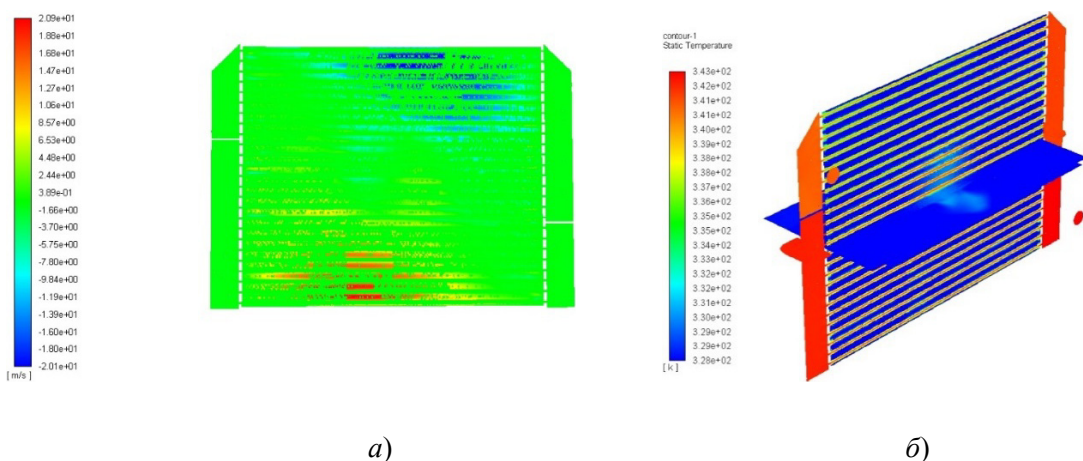 2.09e+01
1.88e+01
1.68e+01
1.47e+01
1.27e+01
1.06e+01
8.57e+00
6.53e+00
4.48e+00
2.44e+00
3.89e-01
-1.66e+00
-3.70e+00
-5.75e+00
-7.80e+00
-9.84e+00
-1.19e+01
-1.39e+01
-1.60e+01
-1.80e+01
-2.01e+01
[ m/s ]
contour-1
Static Temperature
3.43e+02
3.42e+02
3.41e+02
3.41e+02
3.40e+02
3.39e+02
3.38e+02
3.38e+02
3.37e+02
3.36e+02
3.35e+02
3.35e+02
3.34e+02
3.33e+02
3.32e+02
3.32e+02
3.31e+02
3.30e+02
3.29e+02
3.29e+02
3.28e+02
[ k ]
а)
б)